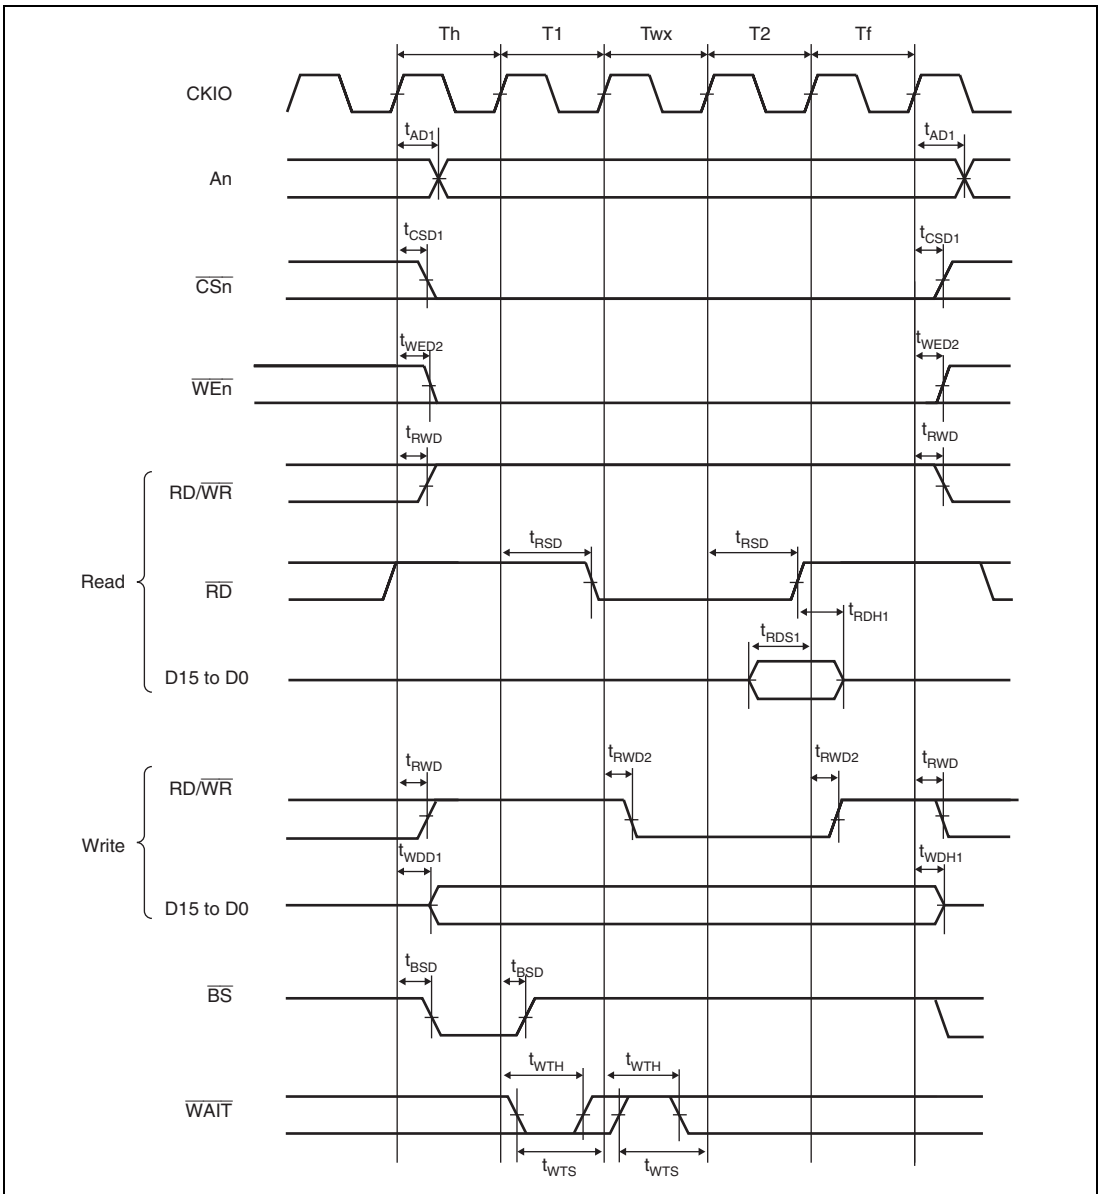 Th T1 Twx T2 Tf
CKIO
tAD1 tAD1
An
tCSD1 tCSD1
CSn
tWED2 tWED2
WEn
tRWD tRWD
RD/WR
tRSD tRSD
Read
RD
tRDH1
tRDS1
D15 to D0
tRWD tRWD2 tRWD2 tRWD
RD/WR
Write
tWDD1 tWDH1
D15 to D0
tBSD tBSD
BS
tWTH tWTH
WAIT
tWTS tWTS